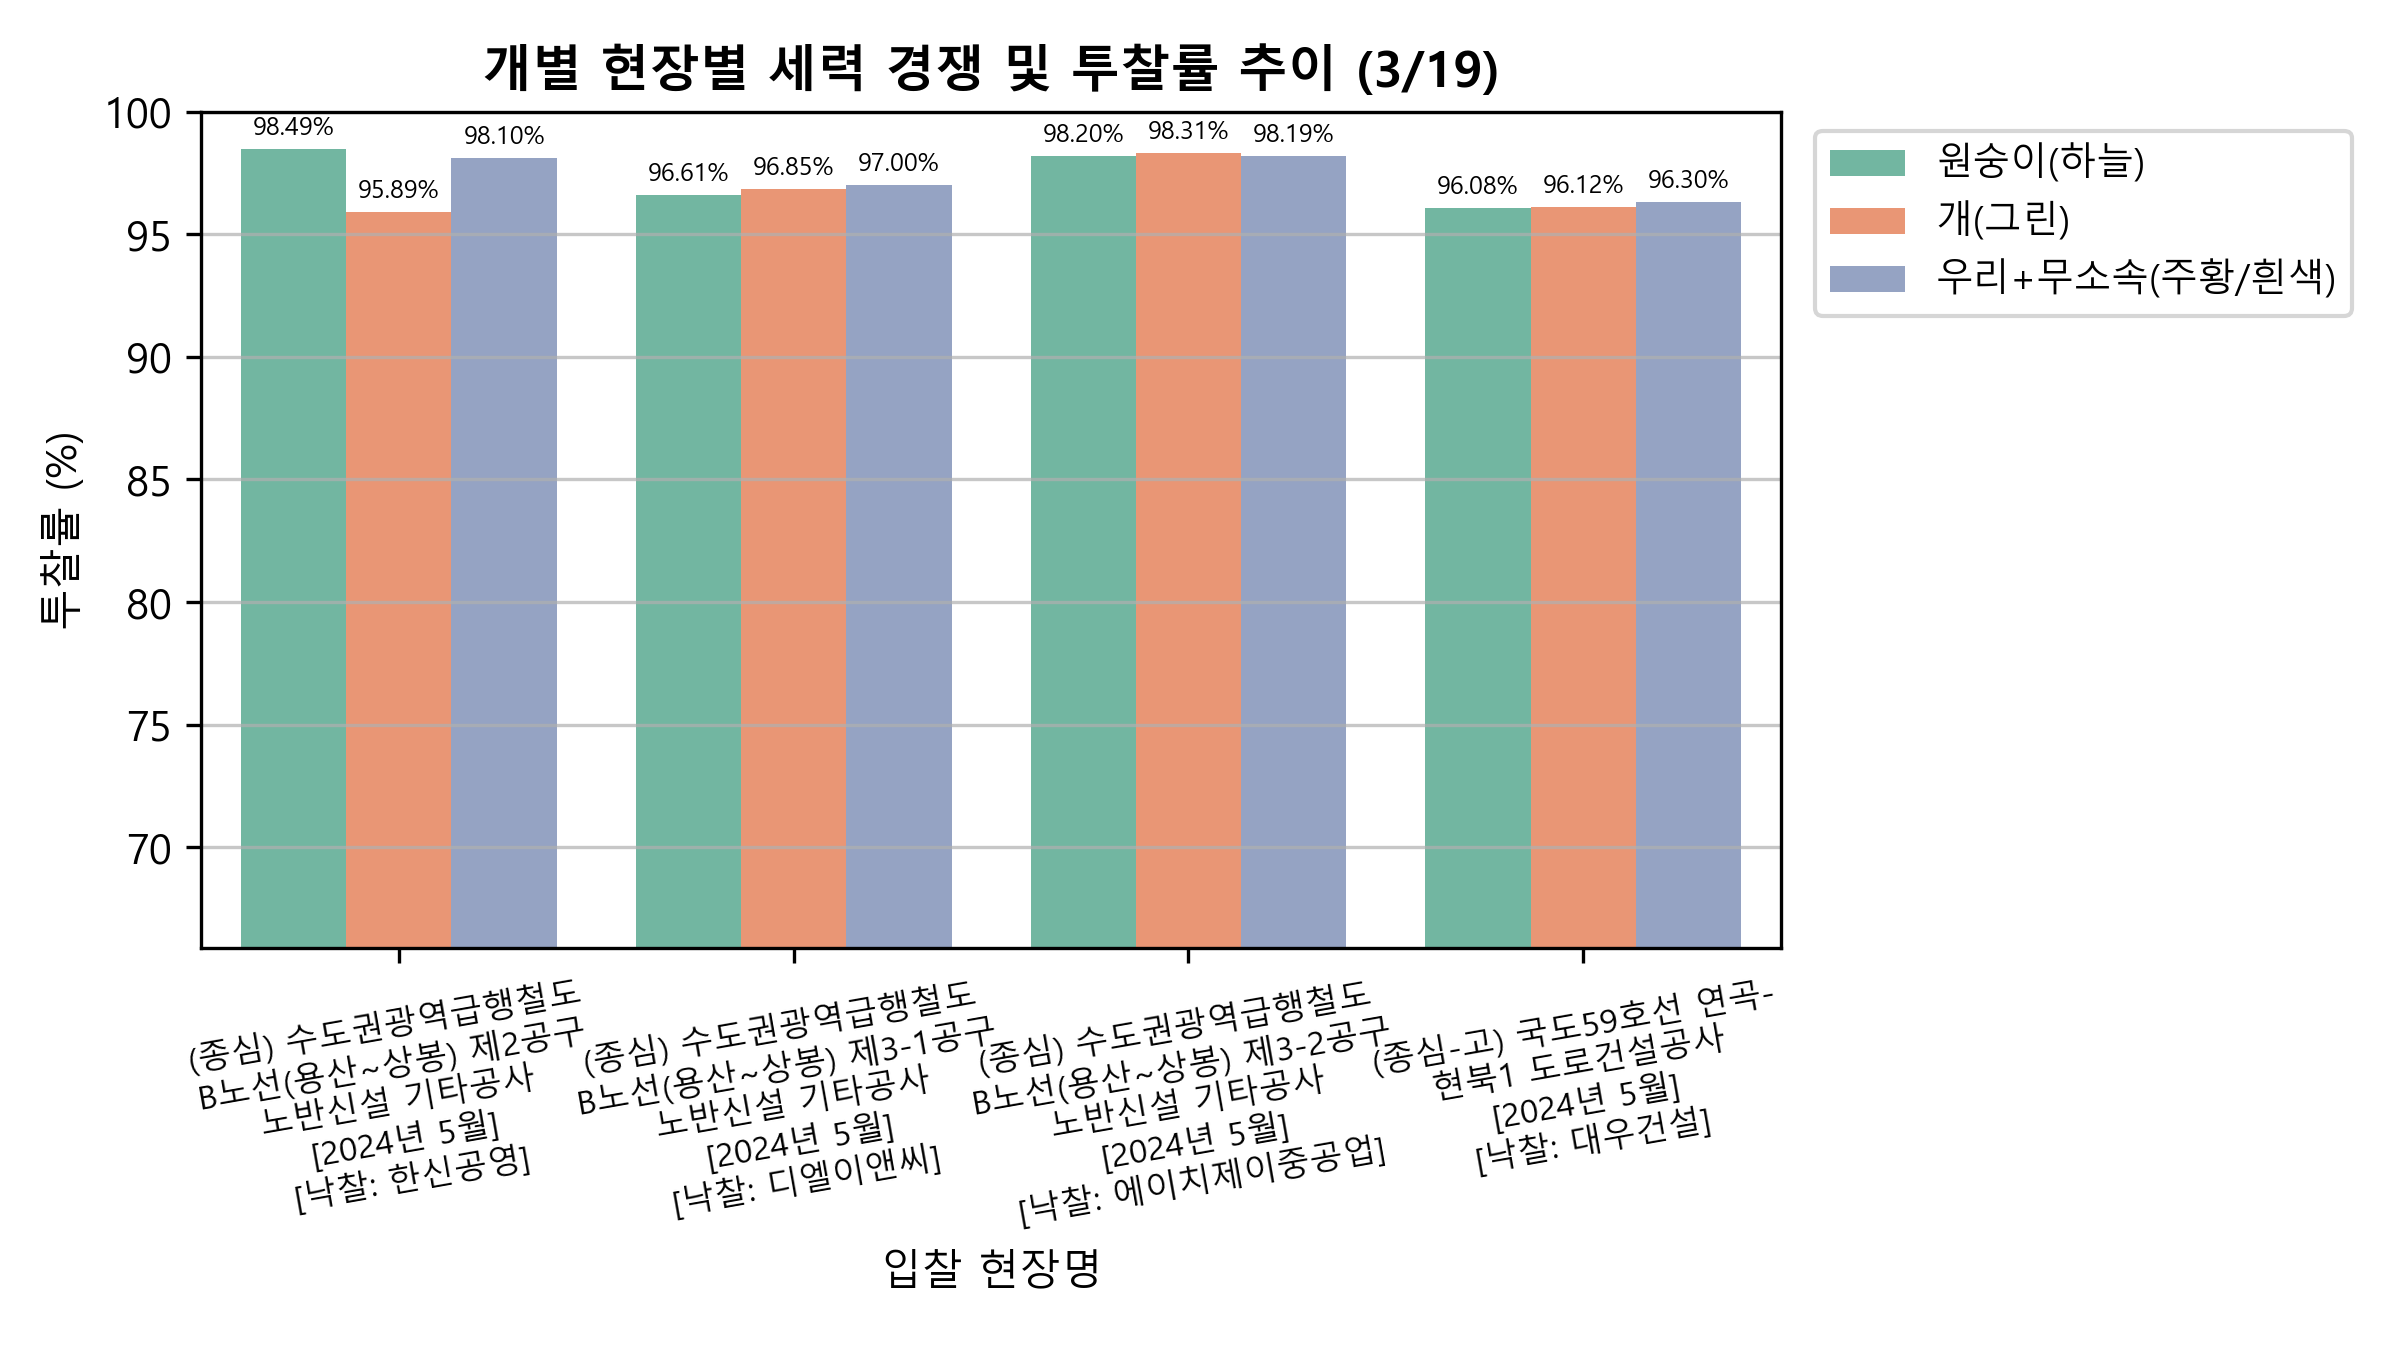 개별 현장별 세력 경쟁 및 투찰률 추이 (3/19)
100
95
90
85
80
75
70
투찰률 (%)
98.49%
95.89%
98.10%
96.61%
96.85%
97.00%
98.20%
98.31%
98.19%
96.08%
96.12%
96.30%
원숭이(하늘)
개(그린)
우리+무소속(주황/흰색)
(종심) 수도권광역급행철도
B노선(용산~상봉) 제2공구
노반신설 기타공사
[2024년 5월]
[낙찰: 한신공영]
(종심) 수도권광역급행철도
B노선(용산~상봉) 제3-1공구
노반신설 기타공사
[2024년 5월]
[낙찰: 디엘이앤씨]
(종심) 수도권광역급행철도
B노선(용산~상봉) 제3-2공구
노반신설 기타공사
[2024년 5월]
[낙찰: 에이치제이중공업]
(종심-고) 국도59호선 연곡-
현북1 도로건설공사
[2024년 5월]
[낙찰: 대우건설]
입찰 현장명